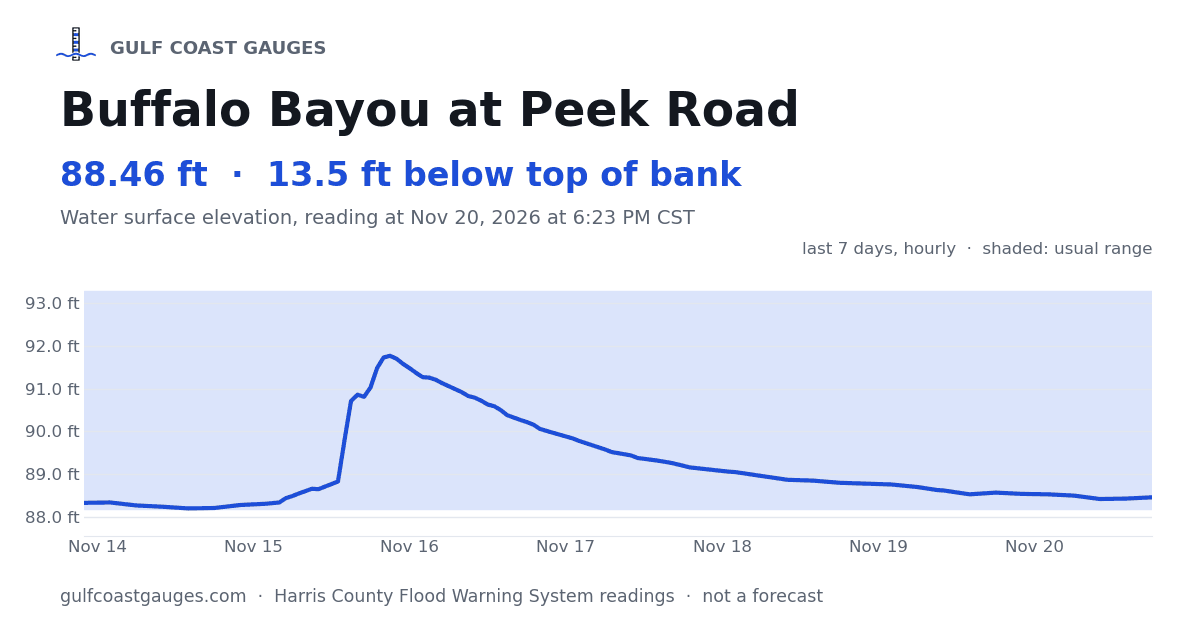 GULF COAST GAUGES
Buffalo Bayou at Peek Road
88.46 ft · 13.5 ft below top of bank
Water surface elevation, reading at Nov 20, 2026 at 6:23 PM CST
last 7 days, hourly · shaded: usual range
93.0 ft
92.0 ft
91.0 ft
90.0 ft
89.0 ft
88.0 ft
Nov 14 Nov 15 Nov 16 Nov 17 Nov 18 Nov 19 Nov 20
gulfcoastgauges.com · Harris County Flood Warning System readings · not a forecast